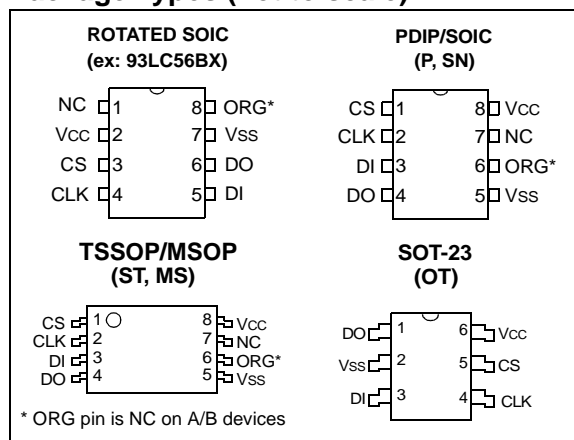 ROTATED SOIC
(ex: 93LC56BX)
NC 1 8 ORG*
VCC 2 7 VSS
CS 3 6 DO
CLK 4 5 DI
PDIP/SOIC
(P, SN)
CS 1 8 VCC
CLK 2 7 NC
DI 3 6 ORG*
DO 4 5 VSS
TSSOP/MSOP
(ST, MS)
CS 1 8 VCC
CLK 2 7 NC
DI 3 6 ORG*
DO 4 5 VSS
* ORG pin is NC on A/B devices
SOT-23
(OT)
DO 1 6 VCC
VSS 2 5 CS
DI 3 4 CLK